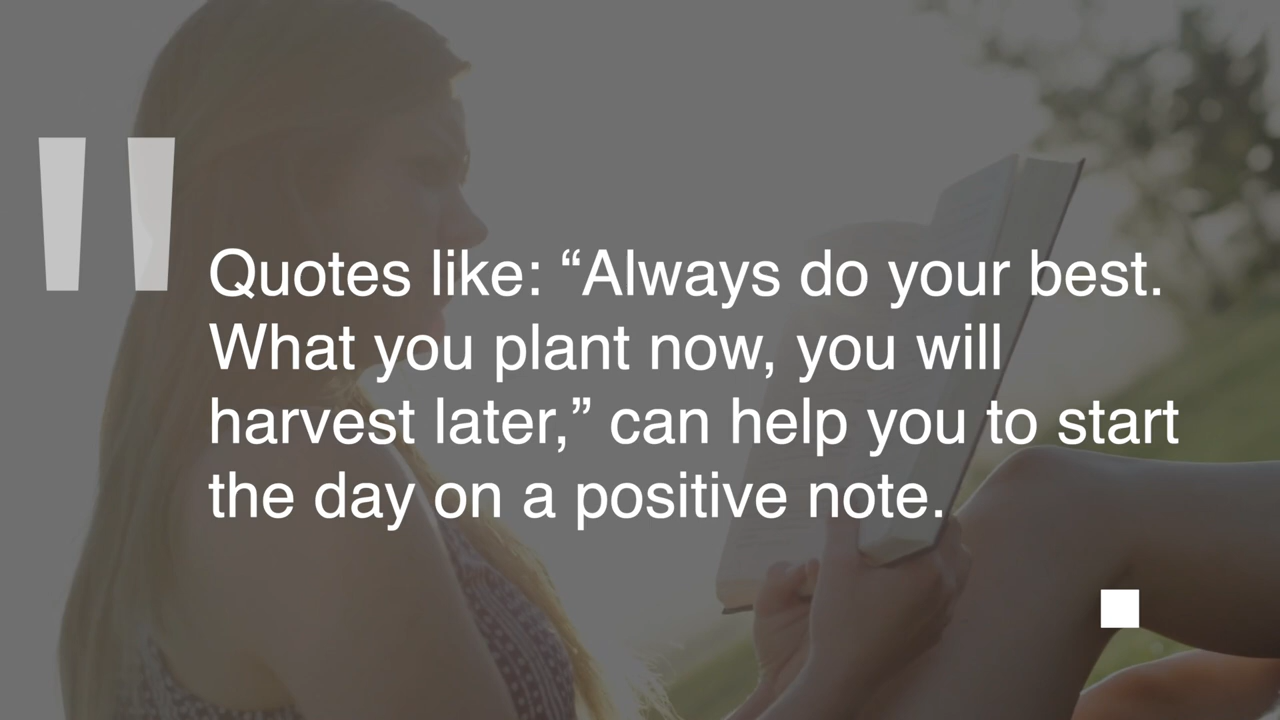 "
Quotes like: “Always do your best.
What you plant now, you will
harvest later,” can help you to start
the day on a positive note.